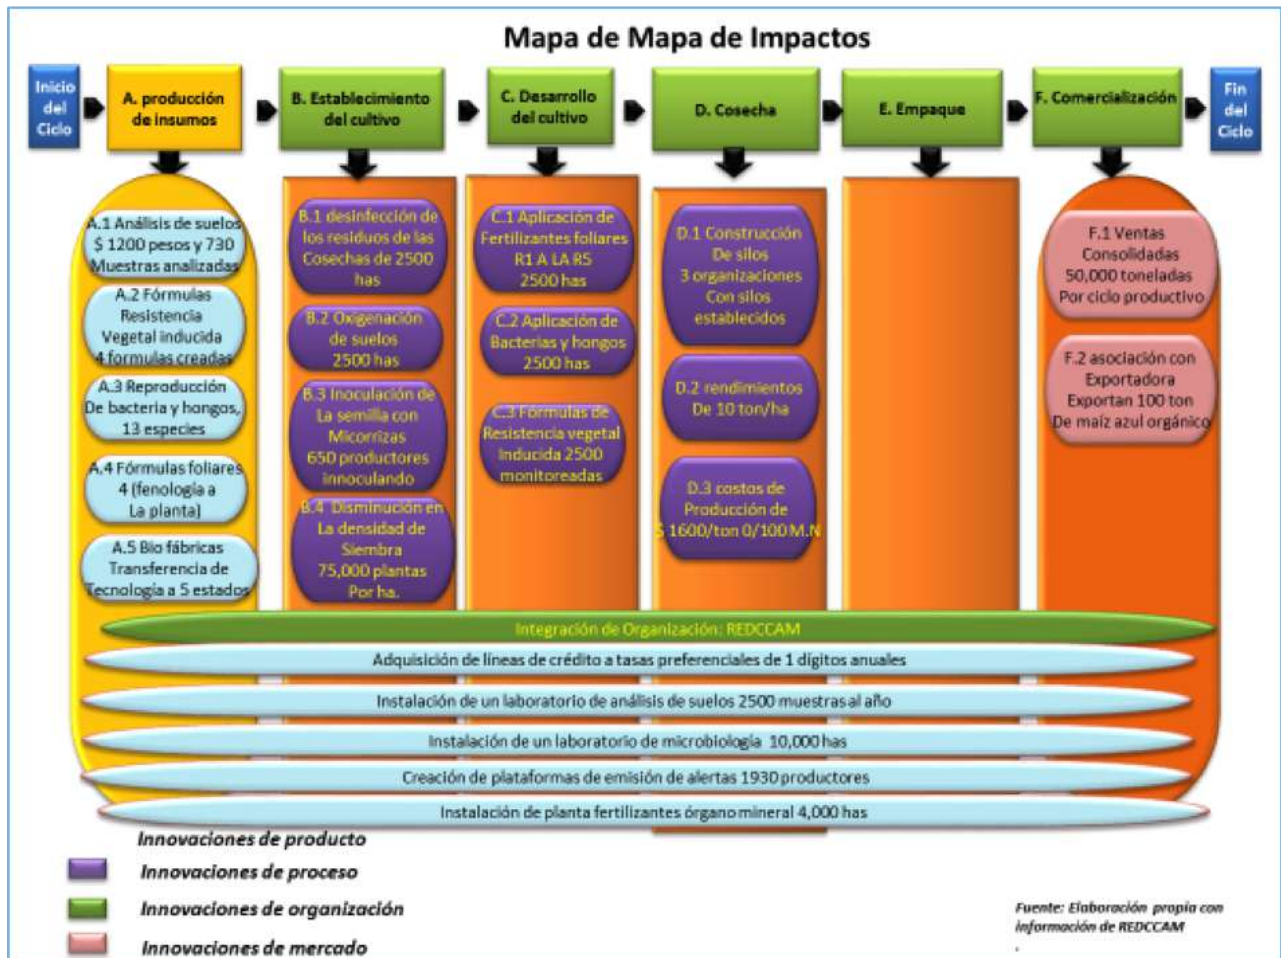 Mapa de Mapa de Impactos
Inicio
del
Ciclo
A. producción
de insumos
B. Establecimiento
del cultivo
C. Desarrollo
del cultivo
D. Cosecha
E. Empaque
F. Comercialización
Fin
del
Ciclo
A.1 Análisis de suelos
$ 1200 pesos y 730
Muestras analizadas
A.2 Fórmulas
Resistencia
Vegetal inducida
4 formulas creadas
A.3 Reproducción
De bacteria y hongos,
13 especies
A.4 Fórmulas foliares
4 (fenología a
La planta)
A.5 Bio fábricas
Transferencia de
Tecnología a 5 estados
B.1 desinfección de
los residuos de las
Cosechas de 2500
has
B.2 Oxigenación
de suelos
2500 has
B.3 Inoculación de
La semilla con
Micorrizas
650 productores
innoculando
B.4 Disminución en
La densidad de
Siembra
75,000 plantas
Por ha.
C.1 Aplicación de
Fertilizantes foliares
R1 A LA R5
2500 has
C.2 Aplicación de
Bacterias y hongos
2500 has
C.3 Fórmulas de
Resistencia vegetal
Inducida 2500
monitoreadas
D.1 Construcción
De silos
3 organizaciones
Con silos
establecidos
D.2 rendimientos
De 10 ton/ha
D.3 costos de
Producción de
$ 1600/ton 0/100 M.N
F.1 Ventas
Consolidadas
50,000 toneladas
Por ciclo productivo
F.2 asociación con
Exportadora
Exportan 100 ton
De maíz azul orgánico
Integración de Organización: REDCCAM
Adquisición de líneas de crédito a tasas preferenciales de 1 dígitos anuales
Instalación de un laboratorio de análisis de suelos 2500 muestras al año
Instalación de un laboratorio de microbiología 10,000 has
Creación de plataformas de emisión de alertas 1930 productores
Instalación de planta fertilizantes órgano mineral 4,000 has
Innovaciones de producto
Innovaciones de proceso
Innovaciones de organización
Innovaciones de mercado
Fuente: Elaboración propia con
información de REDCCAM
.